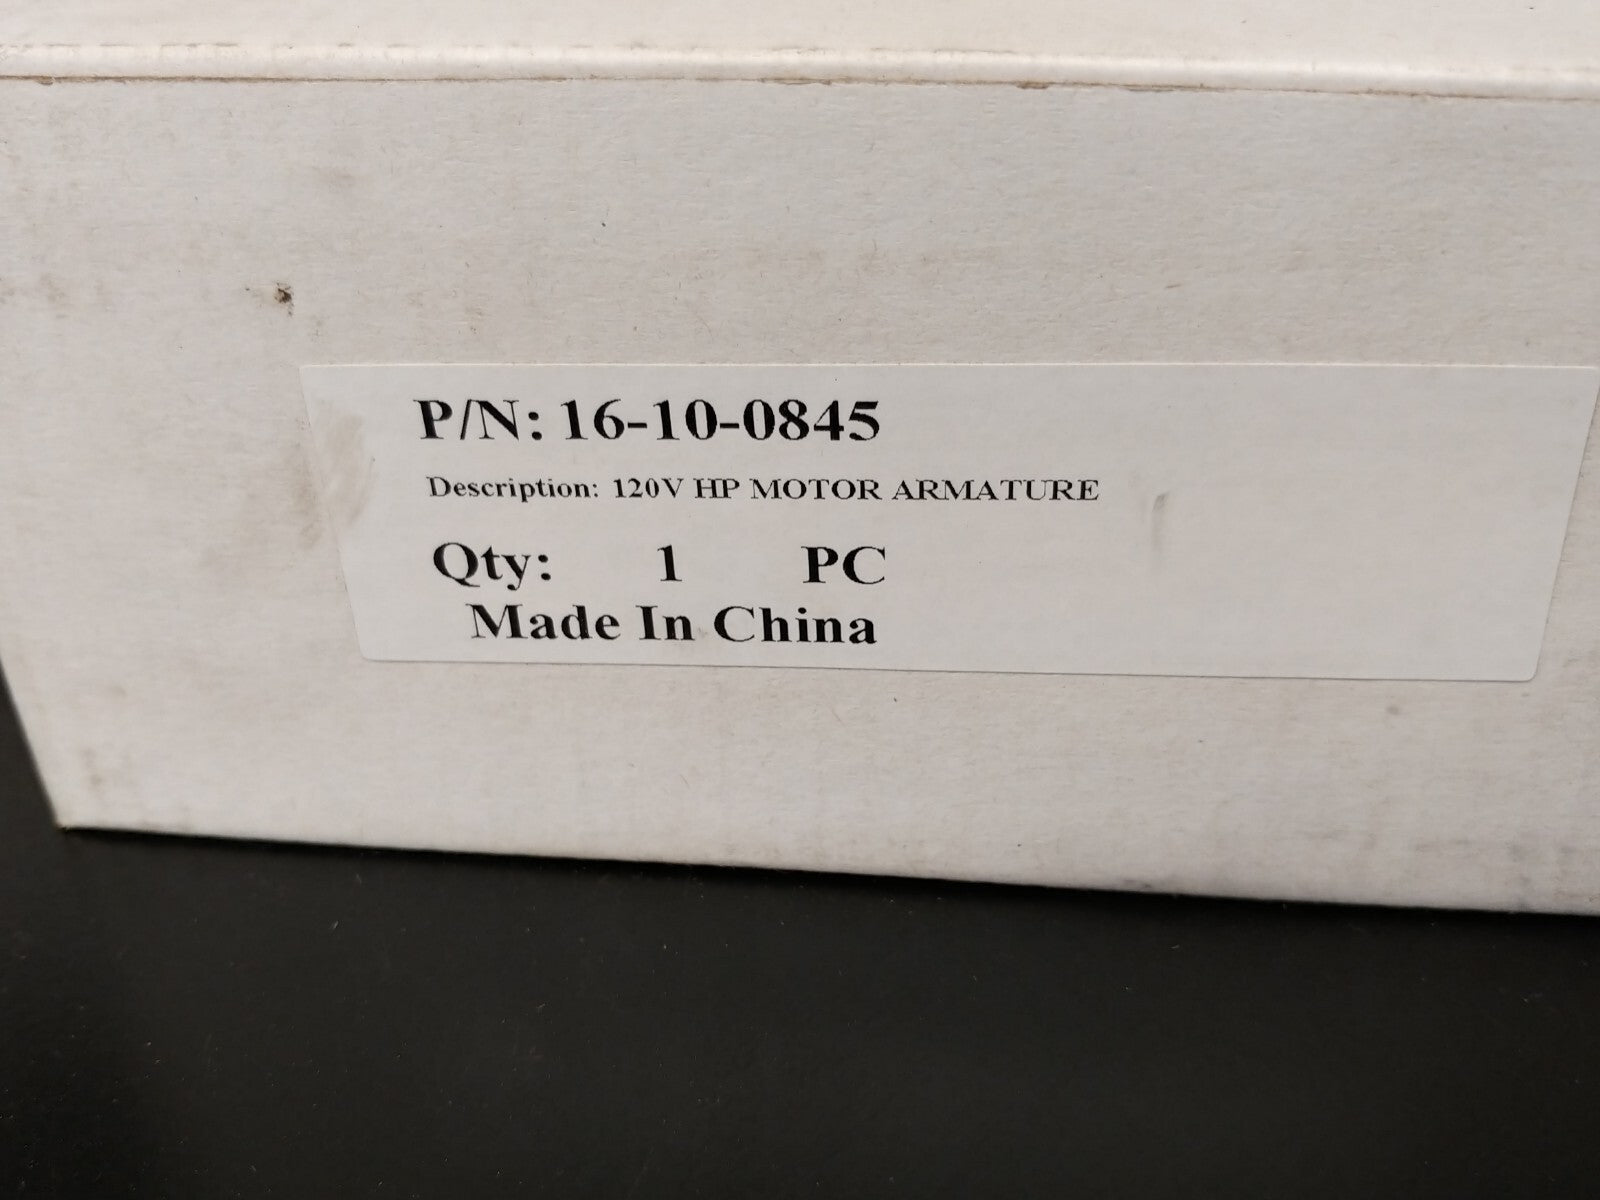 P/N: 16-10-0845
Description: 120V HP MOTOR ARMATURE
Qty: 1 PC
Made In China